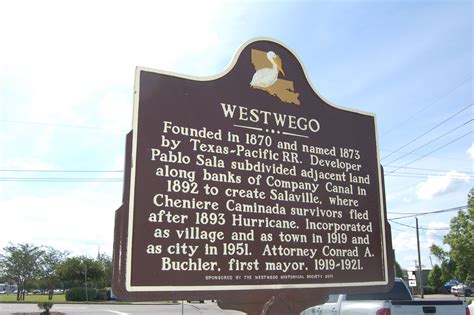 WESTWEGO
Founded in 1870 and named 1873
by Texas-Pacific RR. Developer
Pablo Sala subdivided adjacent land
along banks of Company Canal in
1892 to create Salaville, where
Cheniere Caminada survivors fled
after 1893 Hurricane. Incorporated
as village and as town in 1919 and
as city in 1951. Attorney Conrad A.
Buchler, first mayor, 1919-1921.
SPONSORED BY THE WESTWEGO HISTORICAL SOCIETY